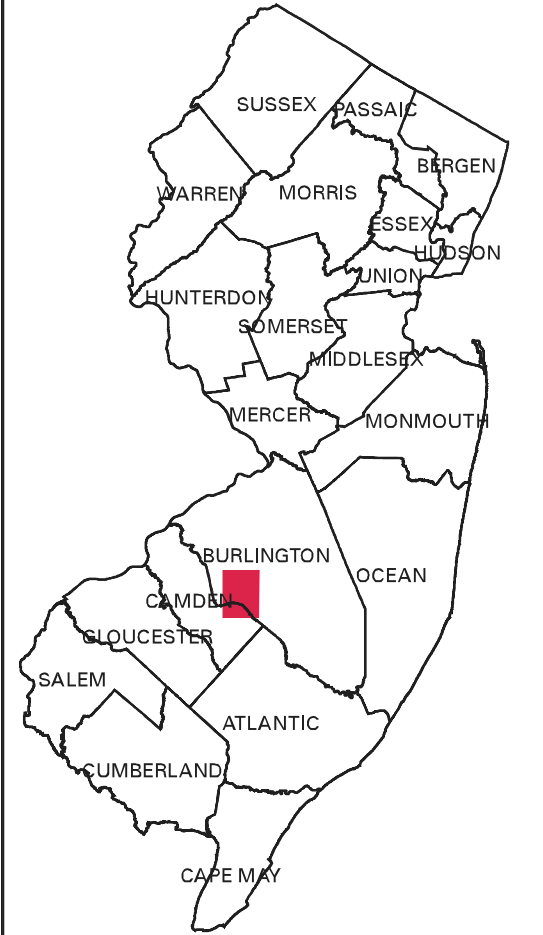 SUSSEX
PASSAIC
BERGEN
WARREN
MORRIS
ESSEX
HUDSON
UNION
HUNTERDON
SOMERSET
MIDDLESEX
MERCER
MONMOUTH
BURLINGTON
OCEAN
CAMDEN
GLOUCESTER
SALEM
ATLANTIC
CUMBERLAND
CAPE MAY